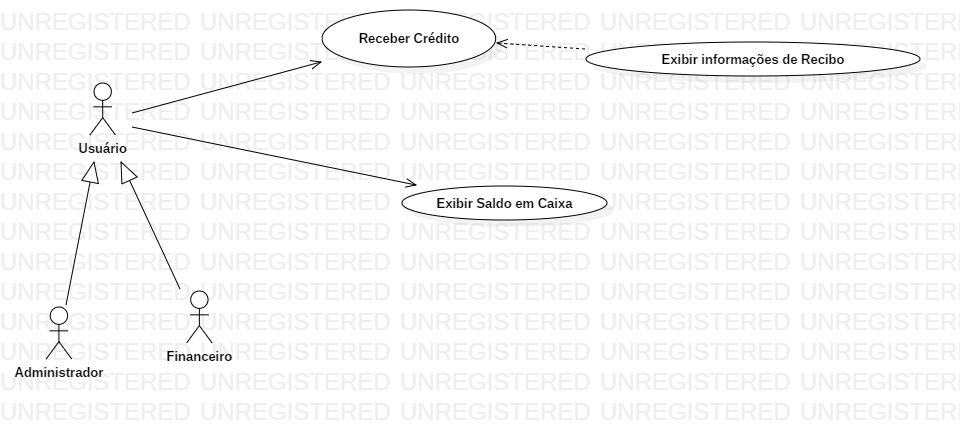 Receber Crédito
Exibir informações de Recibo
Usuário
Exibir Saldo em Caixa
Financeiro
Administrador
UNREGISTERED UNREGISTERED UNREGISTERED UNREGISTERED UNREGISTERED